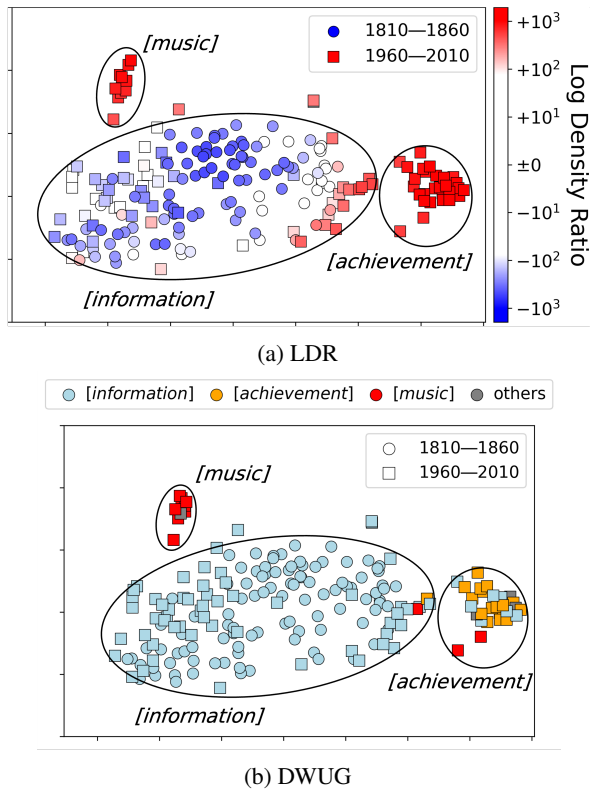 [music]
1810—1860
1960—2010
[achievement]
[information]
+10³
+10²
+10¹
±0
−10¹
−10²
−10³
Log Density Ratio
(a) LDR
[information] [achievement] [music] others
1810—1860
1960—2010
[music]
[achievement]
[information]
(b) DWUG